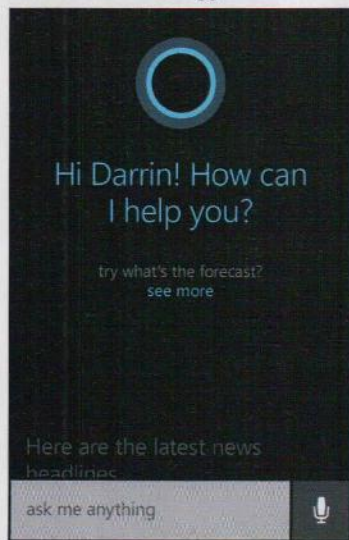 Hi Darrin! How can
I help you?
try what's the forecast?
see more
Here are the latest news
headlines
ask me anything